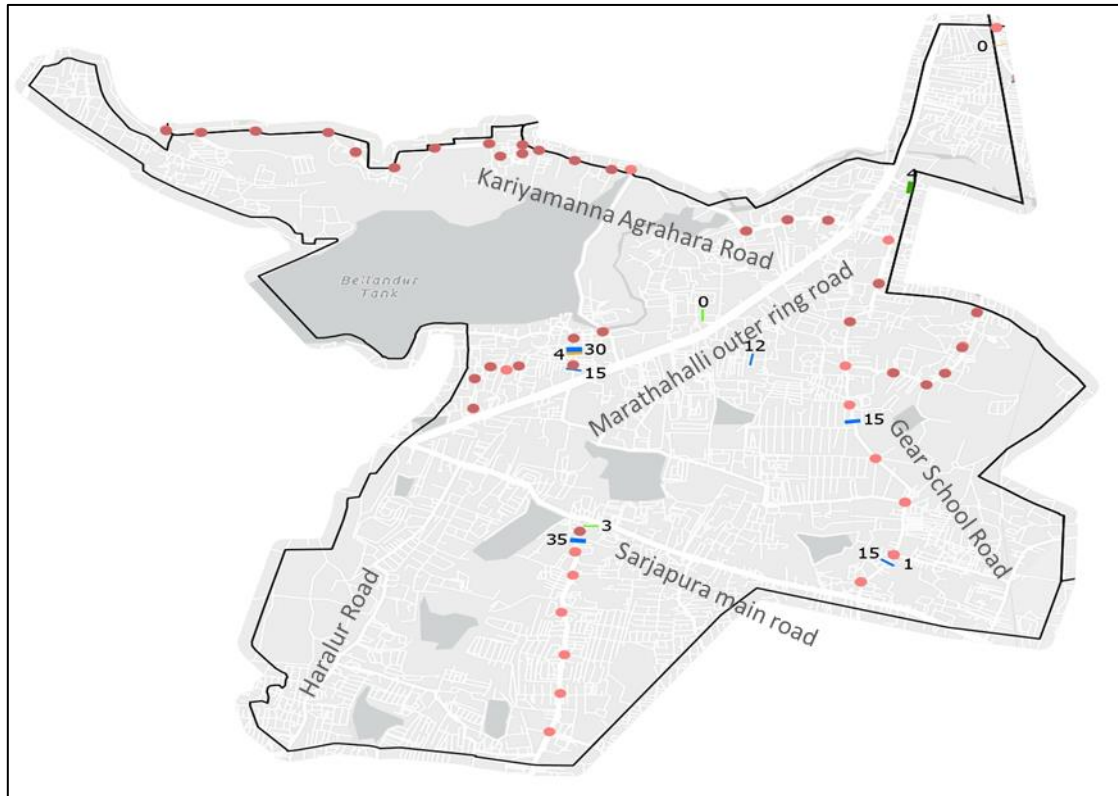 0
4
Kariyamanna Agrahara Road
Bellandur
Tank
0
Marathahalli outer ring road
12
30
4
15
15
Gear School Road
3
35
Sarjapura main road
15
1
Haralur Road